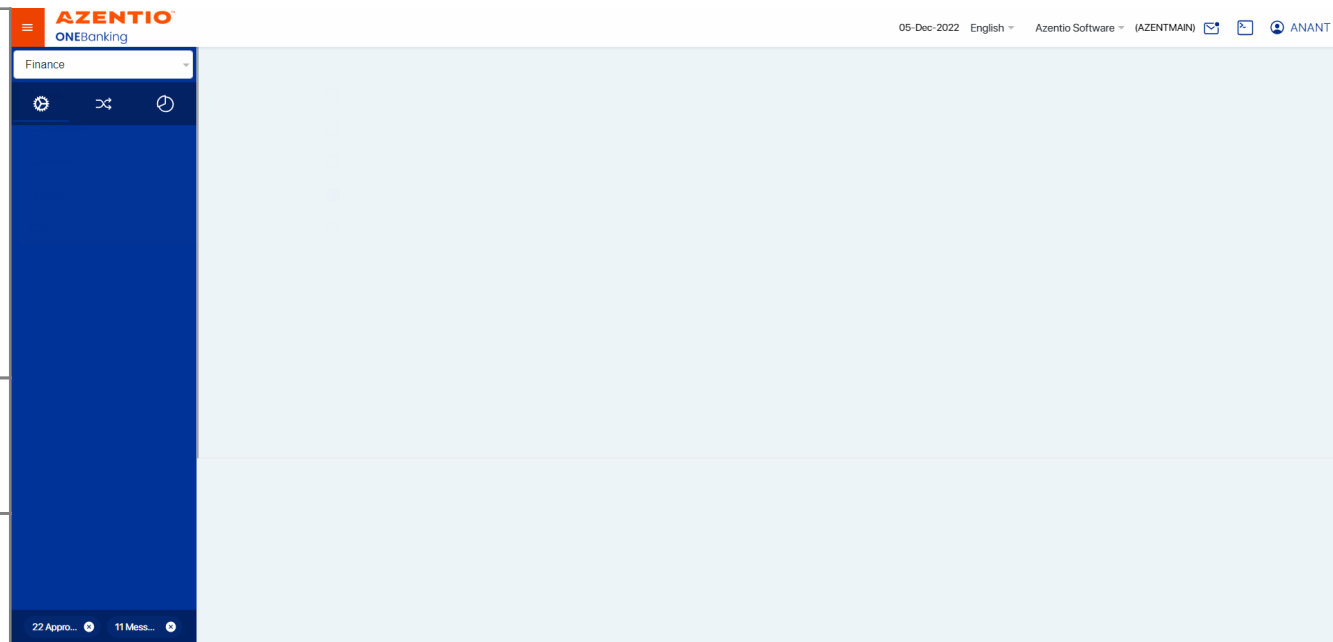 AZENTIO
ONEBanking
05-Dec-2022 English Azentio Software (AZENTMAIN) ANANT
Finance
22 Appro... 11 Mess...